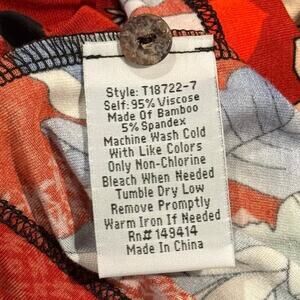 Style: T18722-7
Self: 95% Viscose
Made Of Bamboo
5% Spandex
Machine Wash Cold
With Like Colors
Only Non-Chlorine
Bleach When Needed
Tumble Dry Low
Remove Promptly
Warm Iron If Needed
Rn# 149414
Made In China